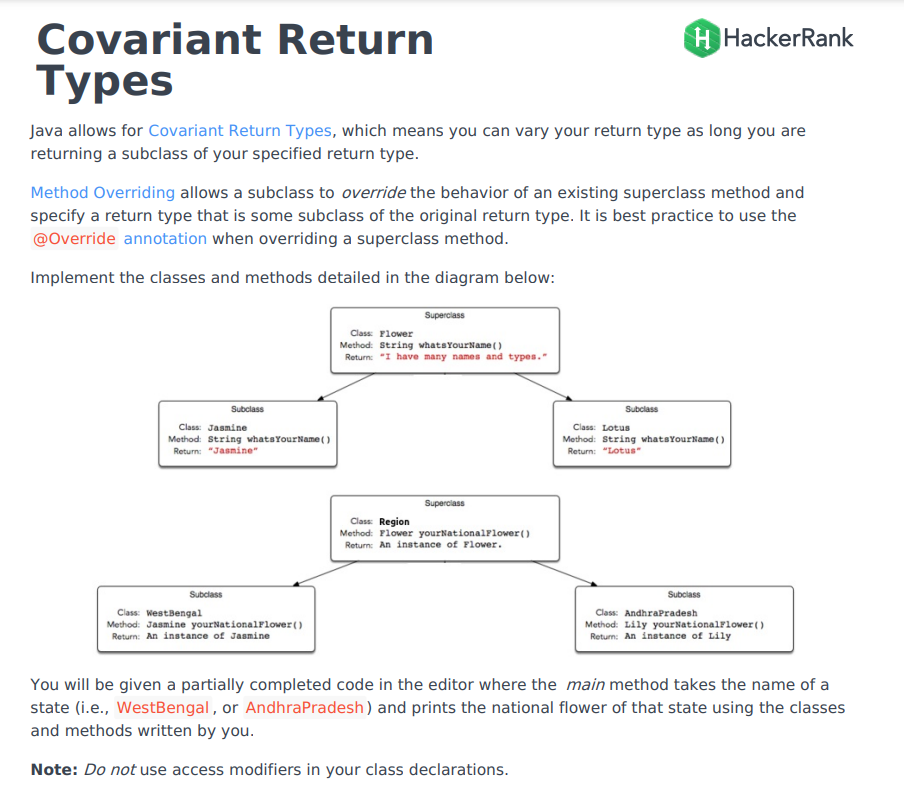 Covariant Return
Types
HackerRank
Java allows for Covariant Return Types, which means you can vary your return type as long you are
returning a subclass of your specified return type.
Method Overriding allows a subclass to override the behavior of an existing superclass method and
specify a return type that is some subclass of the original return type. It is best practice to use the
@Override annotation when overriding a superclass method.
Implement the classes and methods detailed in the diagram below:
Superclass
Class: Flower
Method: String whatsYourName()
Return: "I have many names and types."
Subclass
Class: Jasmine
Method: String whatsYourName()
Return: "Jasmine"
Subclass
Class: Lotus
Method: String whatsYourName()
Return: "Lotus"
Superclass
Class: Region
Method: Flower yourNationalFlower()
Return: An instance of Flower.
Subclass
Class: WestBengal
Method: Jasmine yourNationalFlower()
Return: An instance of Jasmine
Subclass
Class: AndhraPradesh
Method: Lily yourNationalFlower()
Return: An instance of Lily
You will be given a partially completed code in the editor where the main method takes the name of a
state (i.e., WestBengal, or AndhraPradesh) and prints the national flower of that state using the classes
and methods written by you.
Note: Do not use access modifiers in your class declarations.